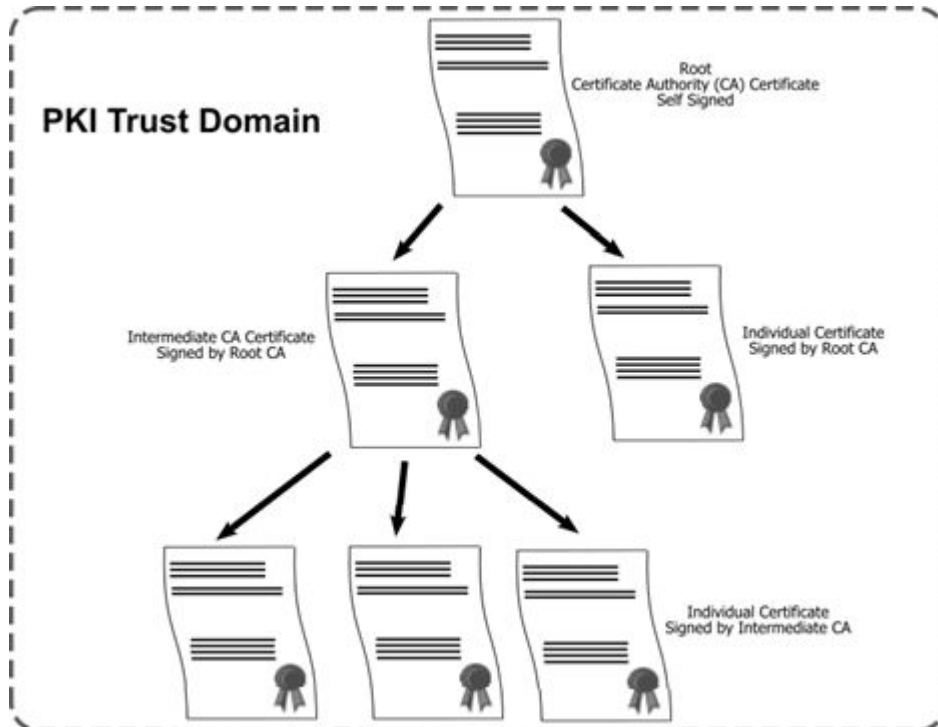 Root
Certificate Authority (CA) Certificate
Self Signed
PKI Trust Domain
Intermediate CA Certificate
Signed by Root CA
Individual Certificate
Signed by Root CA
Individual Certificate
Signed by Intermediate CA